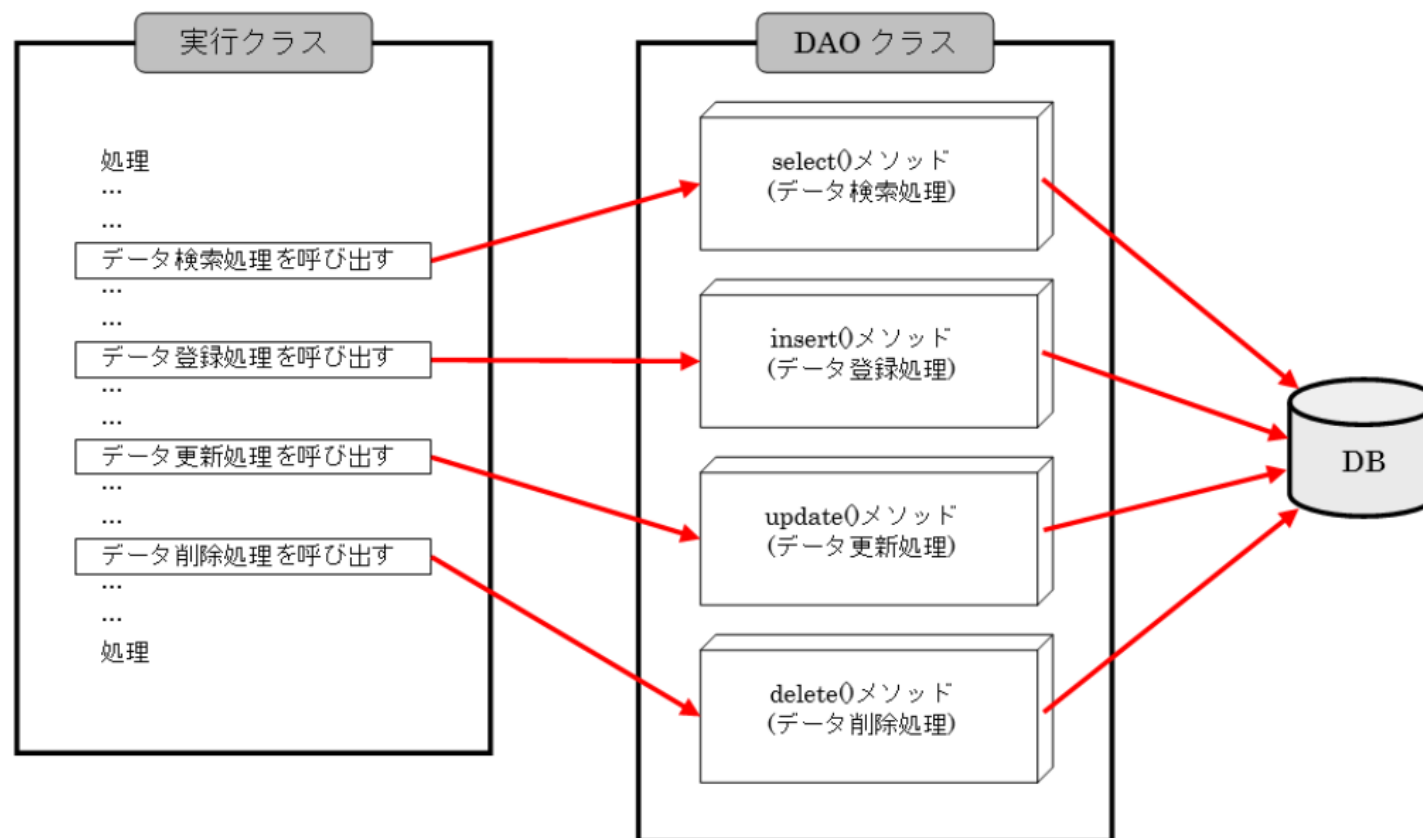 実行クラス
処理
…
…
データ検索処理を呼び出す
…
…
データ登録処理を呼び出す
…
…
データ更新処理を呼び出す
…
…
データ削除処理を呼び出す
…
…
処理
DAO クラス
select()メソッド
(データ検索処理)
insert()メソッド
(データ登録処理)
update()メソッド
(データ更新処理)
delete()メソッド
(データ削除処理)
DB